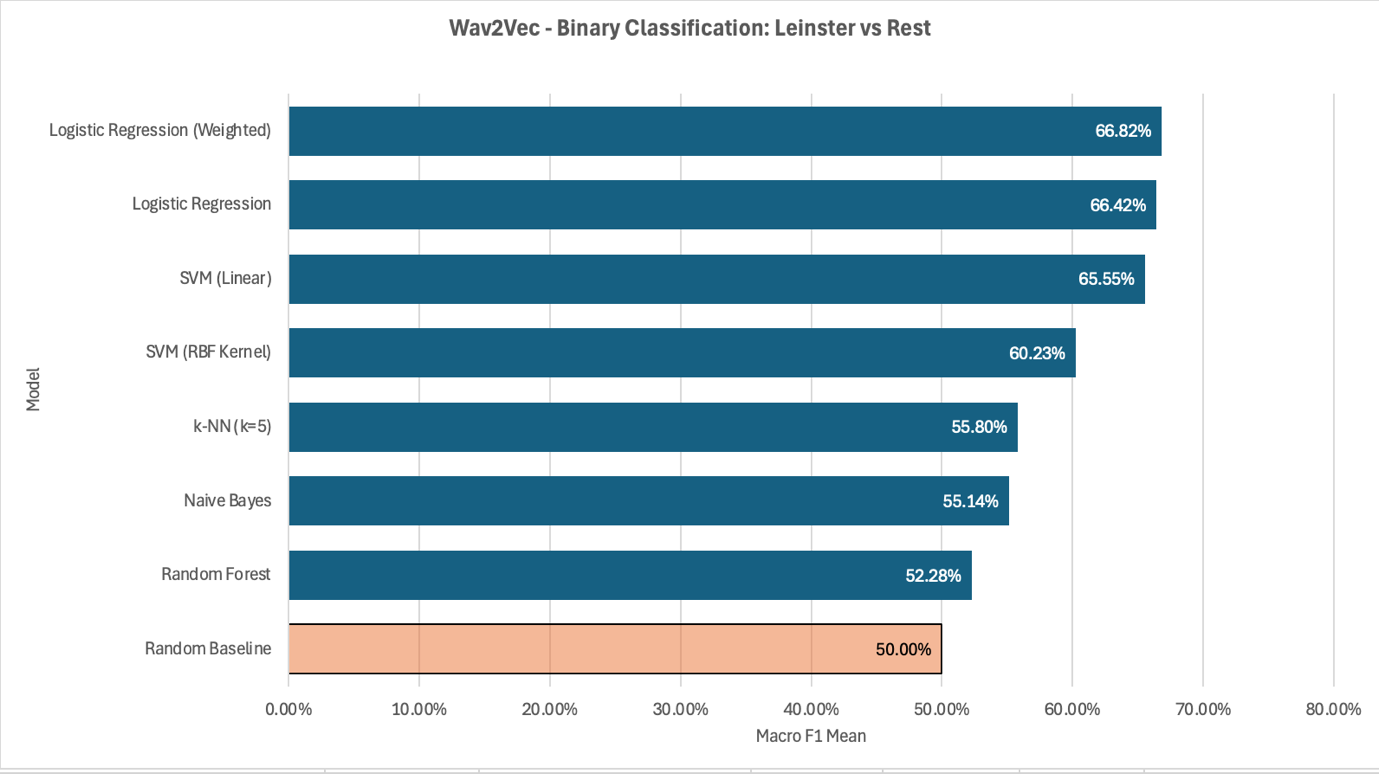 Wav2Vec - Binary Classification: Leinster vs Rest
Logistic Regression (Weighted)
66.82%
Logistic Regression
66.42%
SVM (Linear)
65.55%
SVM (RBF Kernel)
60.23%
Model
k-NN (k=5)
55.80%
Naive Bayes
55.14%
Random Forest
52.28%
Random Baseline
50.00%
0.00% 10.00% 20.00% 30.00% 40.00% 50.00% 60.00% 70.00% 80.00%
Macro F1 Mean